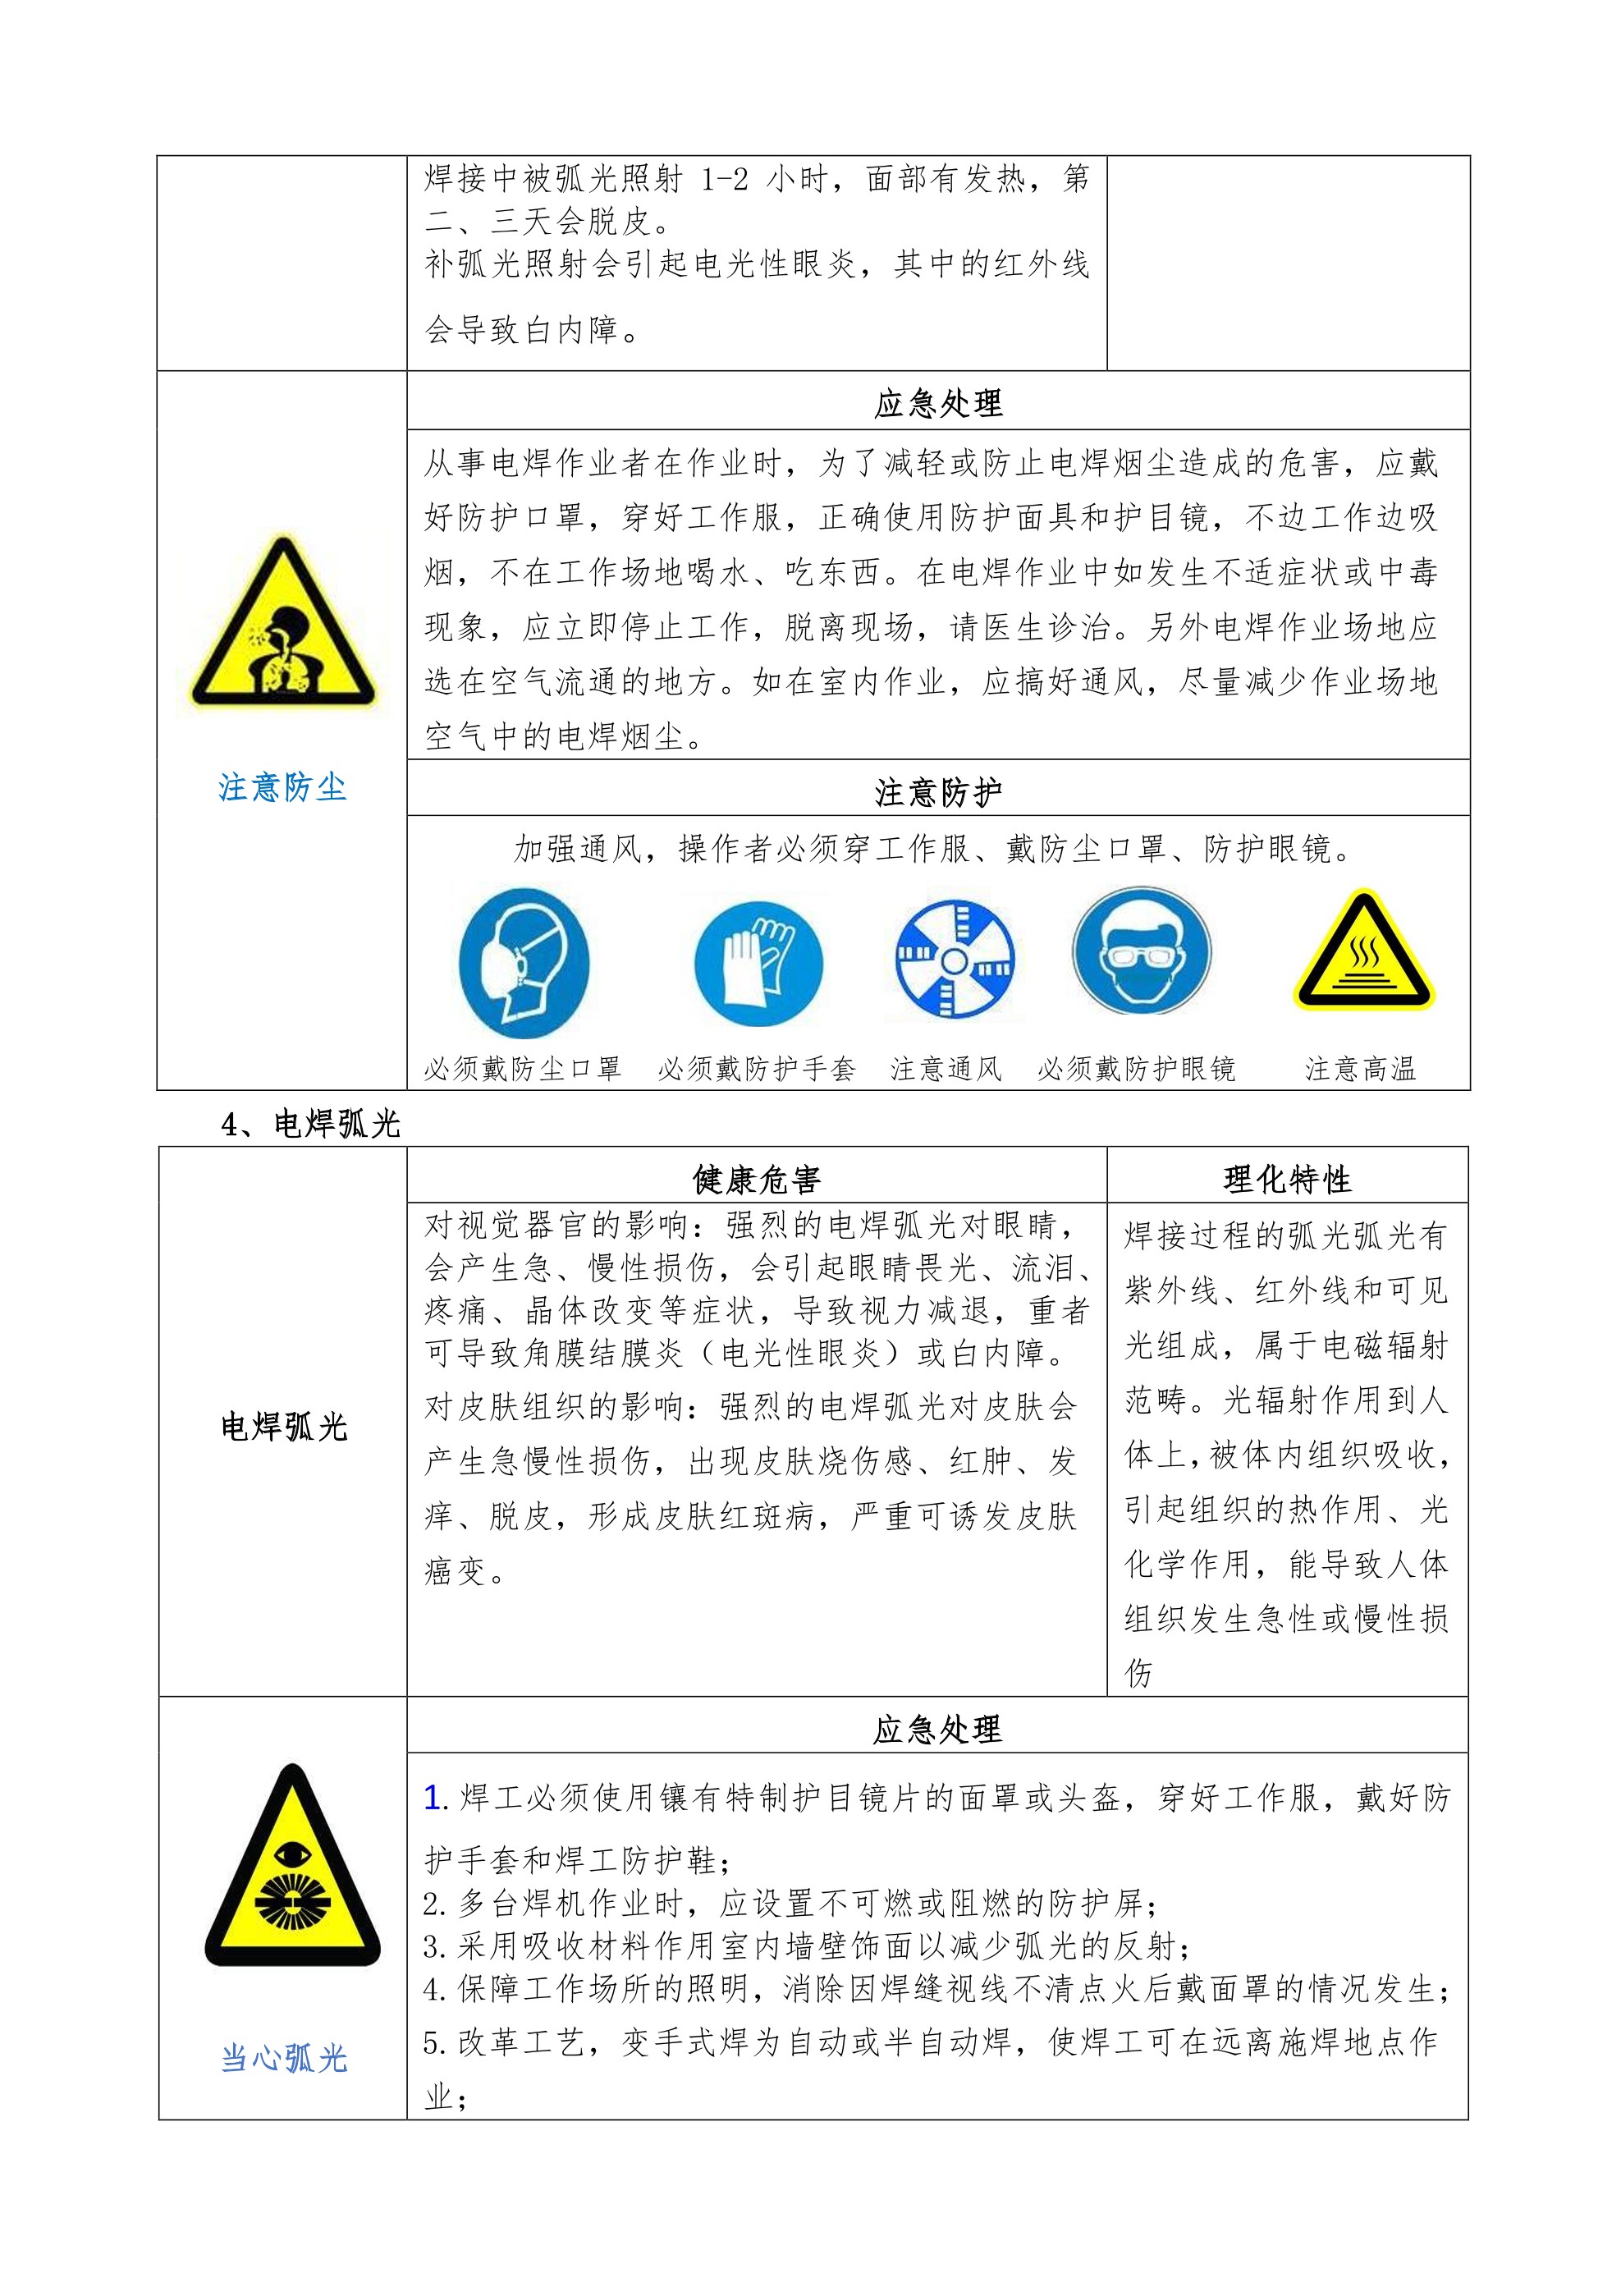 焊接中被弧光照射 1-2 小时，面部有发热，第
二、三天会脱皮。
补弧光照射会引起电光性眼炎，其中的红外线
会导致白内障。
应急处理
从事电焊作业者在作业时，为了减轻或防止电焊烟尘造成的危害，应戴
好防护口罩，穿好工作服，正确使用防护面具和护目镜，不边工作边吸
烟，不在工作场地喝水、吃东西。在电焊作业中如发生不适症状或中毒
现象，应立即停止工作，脱离现场，请医生诊治。另外电焊作业场地应
选在空气流通的地方。如在室内作业，应搞好通风，尽量减少作业场地
空气中的电焊烟尘。
注意防尘
注意防护
加强通风，操作者必须穿工作服、戴防尘口罩、防护眼镜。
必须戴防尘口罩 必须戴防护手套 注意通风 必须戴防护眼镜 注意高温
4、电焊弧光
电焊弧光
健康危害
对视觉器官的影响：强烈的电焊弧光对眼睛，
会产生急、慢性损伤，会引起眼睛畏光、流泪、
疼痛、晶体改变等症状，导致视力减退，重者
可导致角膜结膜炎（电光性眼炎）或白内障。
对皮肤组织的影响：强烈的电焊弧光对皮肤会
产生急慢性损伤，出现皮肤烧伤感、红肿、发
痒、脱皮，形成皮肤红斑病，严重可诱发皮肤
癌变。
理化特性
焊接过程的弧光弧光有
紫外线、红外线和可见
光组成，属于电磁辐射
范畴。光辐射作用到人
体上，被体内组织吸收，
引起组织的热作用、光
化学作用，能导致人体
组织发生急性或慢性损
伤
当心弧光
应急处理
1.焊工必须使用镶有特制护目镜片的面罩或头盔，穿好工作服，戴好防
护手套和焊工防护鞋；
2.多台焊机作业时，应设置不可燃或阻燃的防护屏；
3.采用吸收材料作用室内墙壁饰面以减少弧光的反射；
4.保障工作场所的照明，消除因焊缝视线不清点火后戴面罩的情况发生；
5.改革工艺，变手式焊为自动或半自动焊，使焊工可在远离施焊地点作
业；